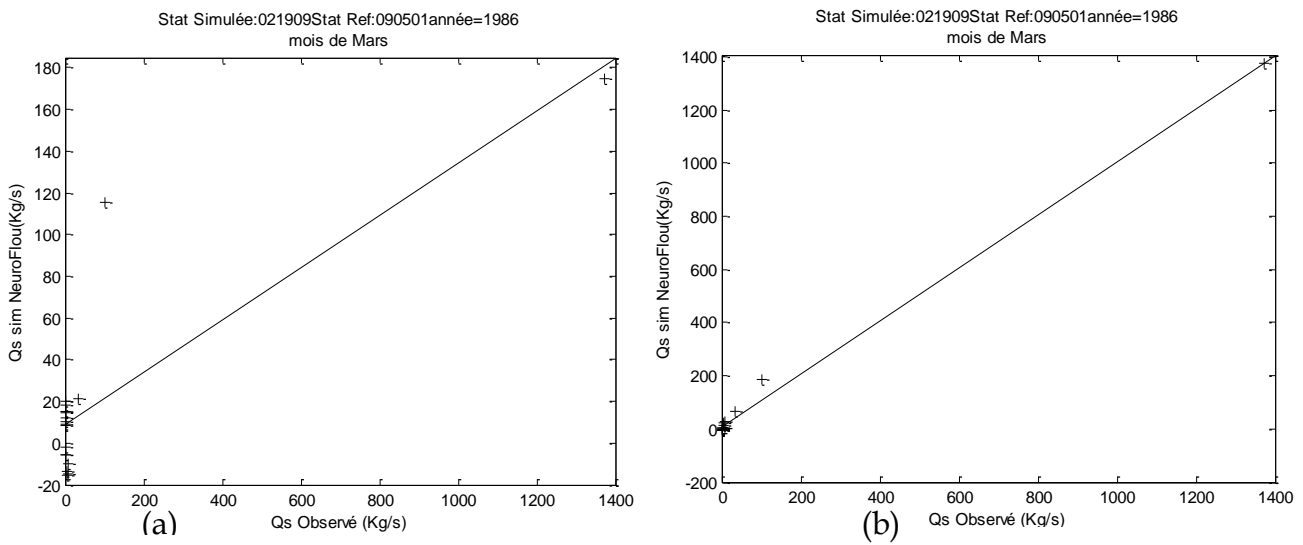 Stat Simulée:021909Stat Ref:090501année=1986
mois de Mars
180
160
140
120
100
80
60
40
20
0
-20
0 200 400 600 800 1000 1200 1400
Qs sim NeuroFlou(Kg/s)
Qs Observé (Kg/s)
(a)
Stat Simulée:021909Stat Ref:090501année=1986
mois de Mars
1400
1200
1000
800
600
400
200
0
-200
0 200 400 600 800 1000 1200 1400
Qs sim NeuroFlou(Kg/s)
Qs Observé (Kg/s)
(b)